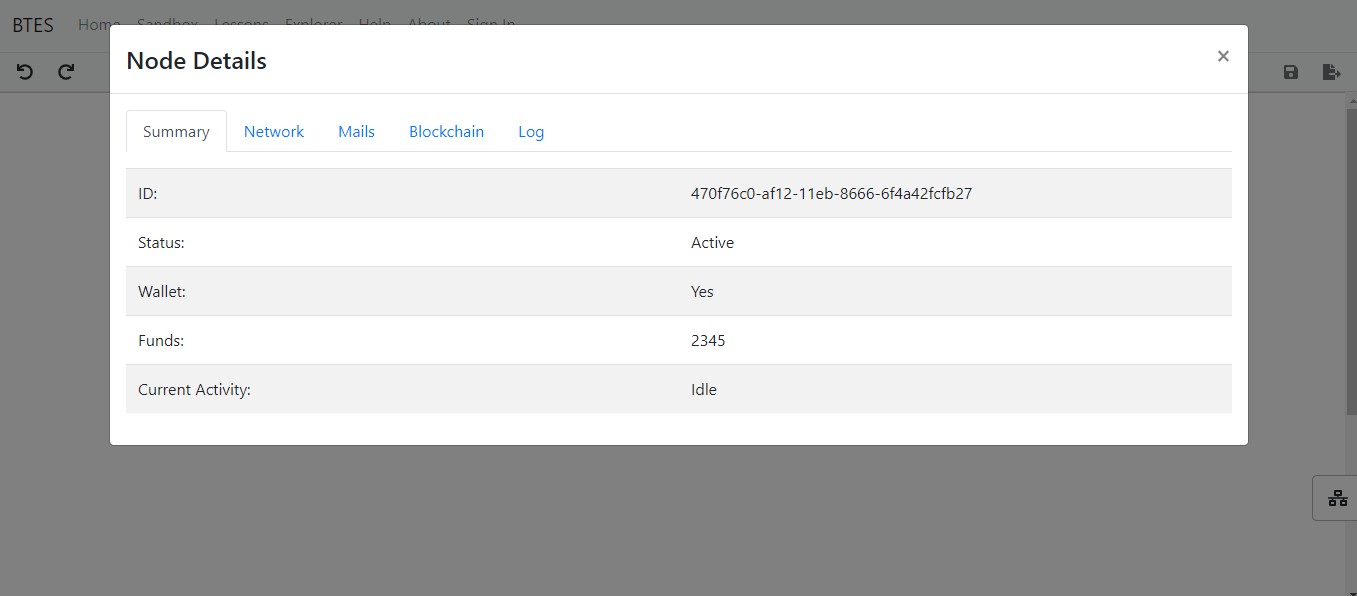 BTES Home Sandbox Lessons Explorer Help About Sign In
Node Details ×
Summary Network Mails Blockchain Log
ID: 470f76c0-af12-11eb-8666-6f4a42fcfb27
Status: Active
Wallet: Yes
Funds: 2345
Current Activity: Idle